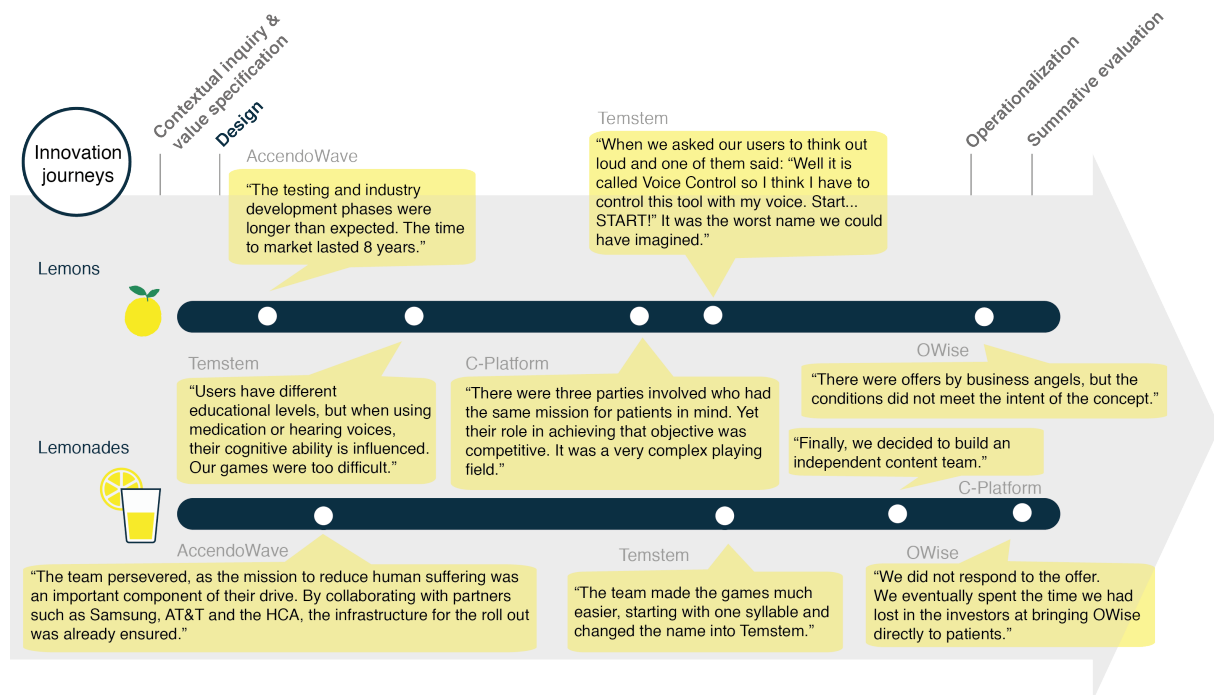 Contextual inquiry &
value specification
Design
Operationalization
Summative evaluation
Innovation
journeys
AccendoWave
“The testing and industry
development phases were
longer than expected. The time
to market lasted 8 years.”
Temstem
“When we asked our users to think out
loud and one of them said: “Well it is
called Voice Control so I think I have to
control this tool with my voice. Start...
START!” It was the worst name we could
have imagined.”
Lemons
Temstem
“Users have different
educational levels, but when using
medication or hearing voices,
their cognitive ability is influenced.
Our games were too difficult.”
C-Platform
“There were three parties involved who had
the same mission for patients in mind. Yet
their role in achieving that objective was
competitive. It was a very complex playing
field.”
OWise
“There were offers by business angels, but the
conditions did not meet the intent of the concept.”
Lemonades
“Finally, we decided to build an
independent content team.”
C-Platform
AccendoWave
“The team persevered, as the mission to reduce human suffering was
an important component of their drive. By collaborating with partners
such as Samsung, AT&T and the HCA, the infrastructure for the roll out
was already ensured.”
Temstem
“The team made the games much
easier, starting with one syllable and
changed the name into Temstem.”
OWise
“We did not respond to the offer.
We eventually spent the time we had
lost in the investors at bringing OWise
directly to patients.”